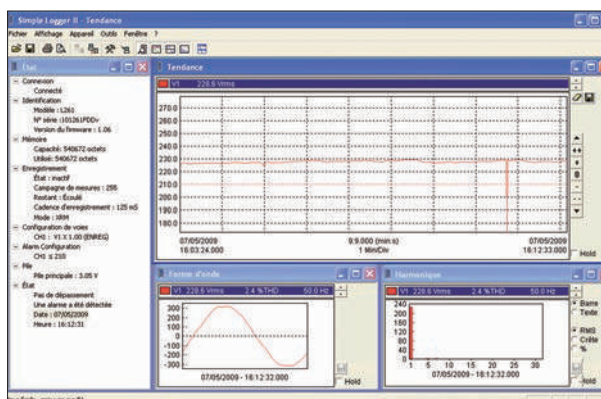 Simple Logger II - Tendance
Fichier Affichage Appareil Outils Fenêtre ?
État
Connexion
Connecté
Identification
Modèle : L261
N° série :101261PDDv
Version du firmware : 1.06
Mémoire
Capacité: 540672 octets
Utilisé: 540672 octets
Enregistrement
État : inactif
Campagne de mesures : 255
Restant : Écoulé
Cadence d'enregistrement : 125 mS
Mode : XRM
Configuration de voies
CH1 : V1 X 1.00 (ENREG)
Alarm Configuration
CH1 ≤ 210
Pile
Pile principale : 3.05 V
État
Pas de dépassement
Une alarme a été détectée
Date : 07/05/2009
Heure : 16:12:31
Tendance
V1 228.6 Vrms
270.0
260.0
250.0
240.0
230.0
220.0
210.0
200.0
190.0
180.0
07/05/2009
16:03:24.000
9:9.000 (min:s)
1 Min/Div
07/05/2009
16:12:33.000
Hold
Forme d'onde
V1 228.6 Vrms 2.4 %THD 50.0 Hz
300
200
100
0
-100
-200
-300
07/05/2009 - 16:12:32.000
Hold
Harmonique
V1 228.6 Vrms 2.4 %THD 50.0 Hz
240
200
160
120
80
40
0
1 5 10 15 20 25 30
07/05/2009 - 16:12:32.000
Barre
Texte
RMS
Crête
%
Hold